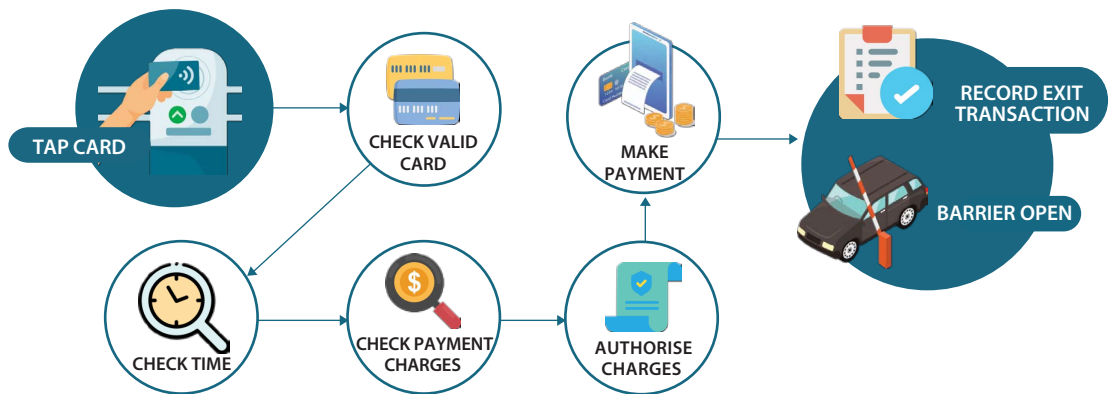 TAP CARD
CHECK VALID
CARD
CHECK TIME
CHECK PAYMENT
CHARGES
$
AUTHORISE
CHARGES
MAKE
PAYMENT
RECORD EXIT
TRANSACTION
BARRIER OPEN